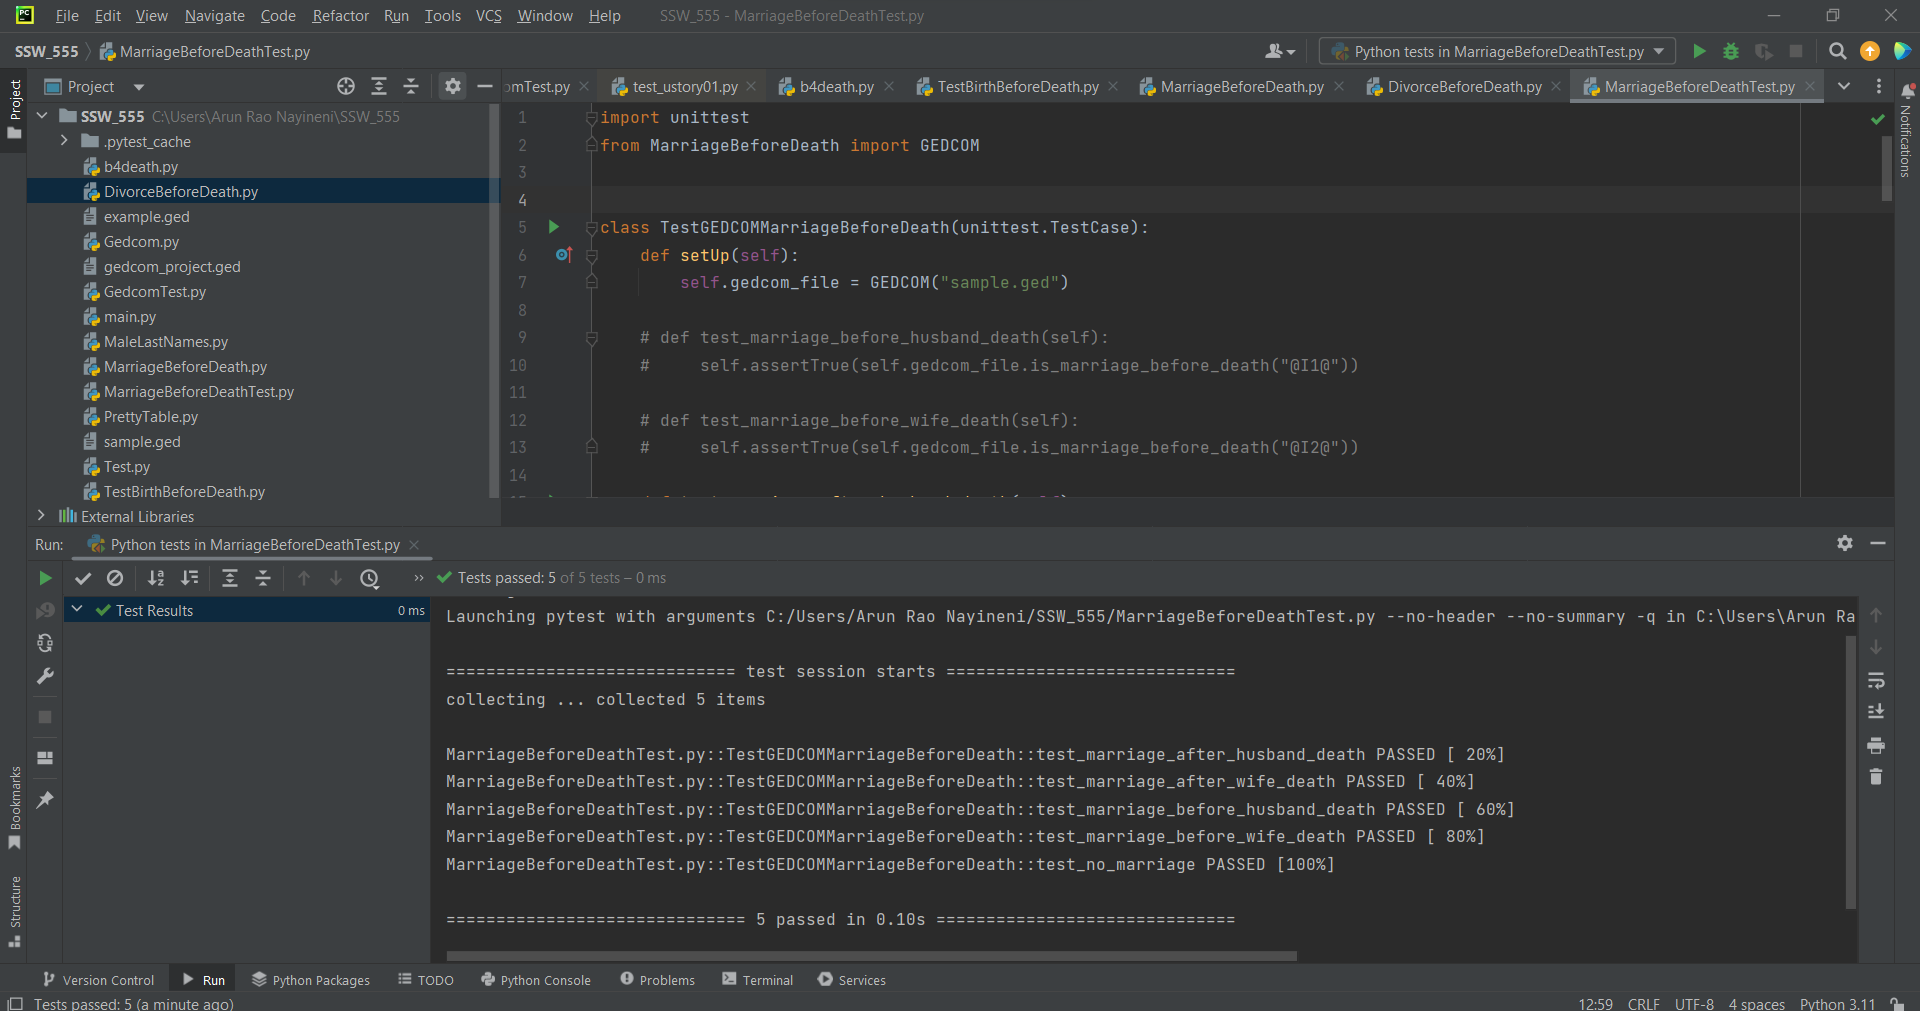 PC File Edit View Navigate Code Refactor Run Tools VCS Window Help SSW_555 - MarriageBeforeDeathTest.py
SSW_555 MarriageBeforeDeathTest.py Python tests in MarriageBeforeDeathTest.py
Project
Project
omTest.py test_ustory01.py b4death.py TestBirthBeforeDeath.py MarriageBeforeDeath.py DivorceBeforeDeath.py MarriageBeforeDeathTest.py
Notifications
SSW_555 C:\Users\Arun Rao Nayineni\SSW_555
.pytest_cache
b4death.py
DivorceBeforeDeath.py
example.ged
Gedcom.py
gedcom_project.ged
GedcomTest.py
main.py
MaleLastNames.py
MarriageBeforeDeath.py
MarriageBeforeDeathTest.py
PrettyTable.py
sample.ged
Test.py
TestBirthBeforeDeath.py
External Libraries
1 import unittest
2 from MarriageBeforeDeath import GEDCOM
3
4
5 class TestGEDCOMMarriageBeforeDeath(unittest.TestCase):
6 def setUp(self):
7 self.gedcom_file = GEDCOM("sample.ged")
8
9 # def test_marriage_before_husband_death(self):
10 # self.assertTrue(self.gedcom_file.is_marriage_before_death("@I1@"))
11
12 # def test_marriage_before_wife_death(self):
13 # self.assertTrue(self.gedcom_file.is_marriage_before_death("@I2@"))
14
Run: Python tests in MarriageBeforeDeathTest.py
Tests passed: 5 of 5 tests – 0 ms
Test Results 0 ms
Launching pytest with arguments C:/Users/Arun Rao Nayineni/SSW_555/MarriageBeforeDeathTest.py --no-header --no-summary -q in C:\Users\Arun Ra
============================= test session starts =============================
collecting ... collected 5 items
MarriageBeforeDeathTest.py::TestGEDCOMMarriageBeforeDeath::test_marriage_after_husband_death PASSED [ 20%]
MarriageBeforeDeathTest.py::TestGEDCOMMarriageBeforeDeath::test_marriage_after_wife_death PASSED [ 40%]
MarriageBeforeDeathTest.py::TestGEDCOMMarriageBeforeDeath::test_marriage_before_husband_death PASSED [ 60%]
MarriageBeforeDeathTest.py::TestGEDCOMMarriageBeforeDeath::test_marriage_before_wife_death PASSED [ 80%]
MarriageBeforeDeathTest.py::TestGEDCOMMarriageBeforeDeath::test_no_marriage PASSED [100%]
============================== 5 passed in 0.10s ==============================
Bookmarks
Structure
Version Control Run Python Packages TODO Python Console Problems Terminal Services
Tests passed: 5 (a minute ago) 12:59 CRLF UTF-8 4 spaces Python 3.11